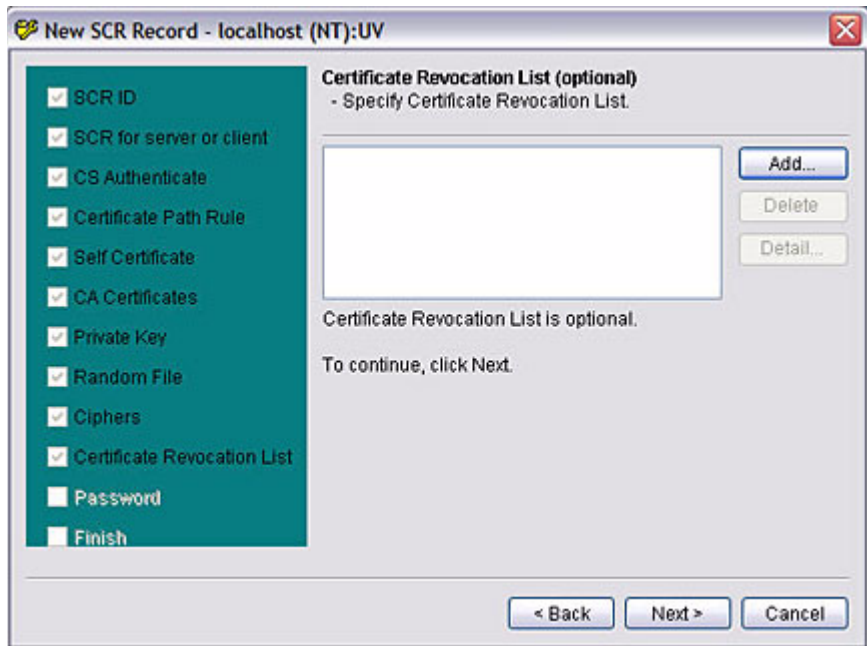 New SCR Record - localhost (NT):UV
SCR ID
SCR for server or client
CS Authenticate
Certificate Path Rule
Self Certificate
CA Certificates
Private Key
Random File
Ciphers
Certificate Revocation List
Password
Finish
Certificate Revocation List (optional)
- Specify Certificate Revocation List.
Add...
Delete
Detail...
Certificate Revocation List is optional.
To continue, click Next.
< Back
Next >
Cancel